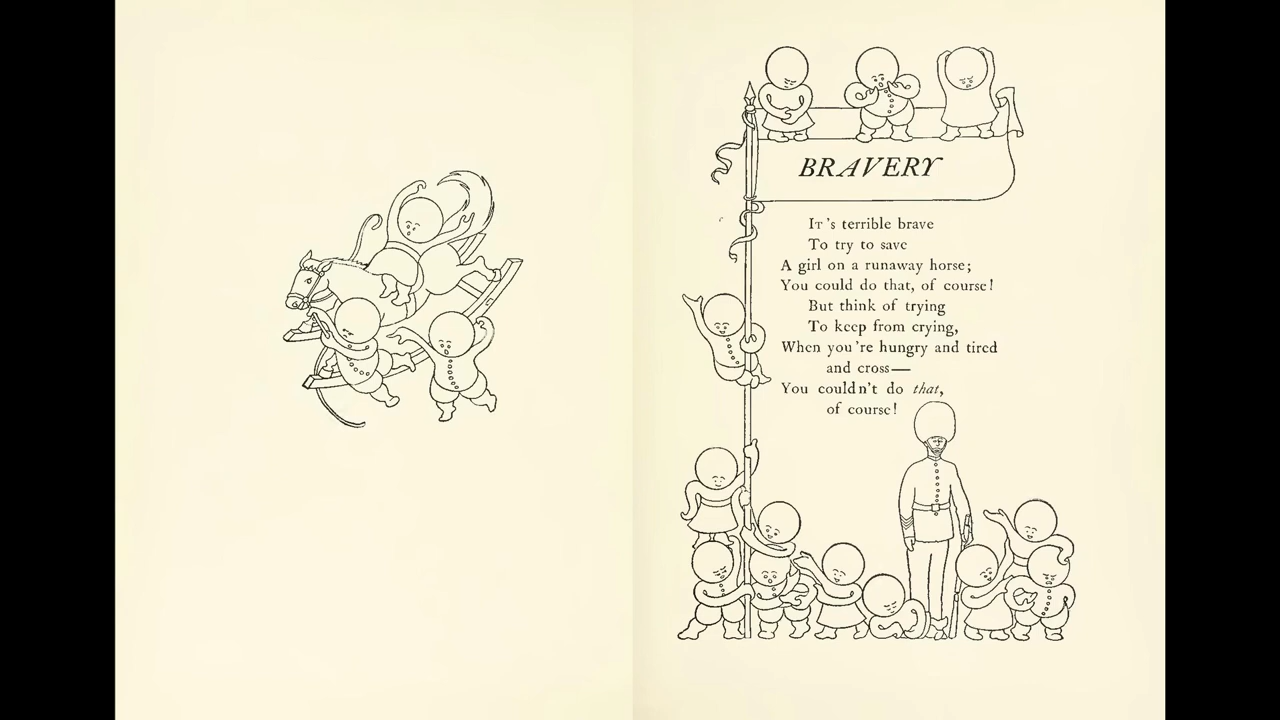 BRAVERY
IT'S terrible brave
To try to save
A girl on a runaway horse;
You could do that, of course!
But think of trying
To keep from crying,
When you're hungry and tired
and cross—
You couldn't do that,
of course!